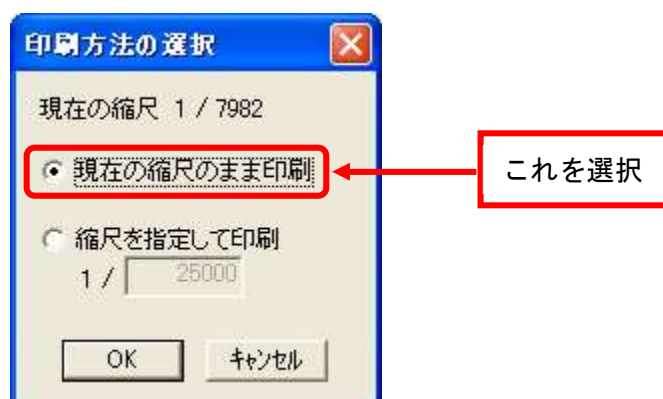 印刷方法の選択
現在の縮尺 1 / 7982
現在の縮尺のまま印刷
これを選択
縮尺を指定して印刷
1 / 25000
OK キャンセル